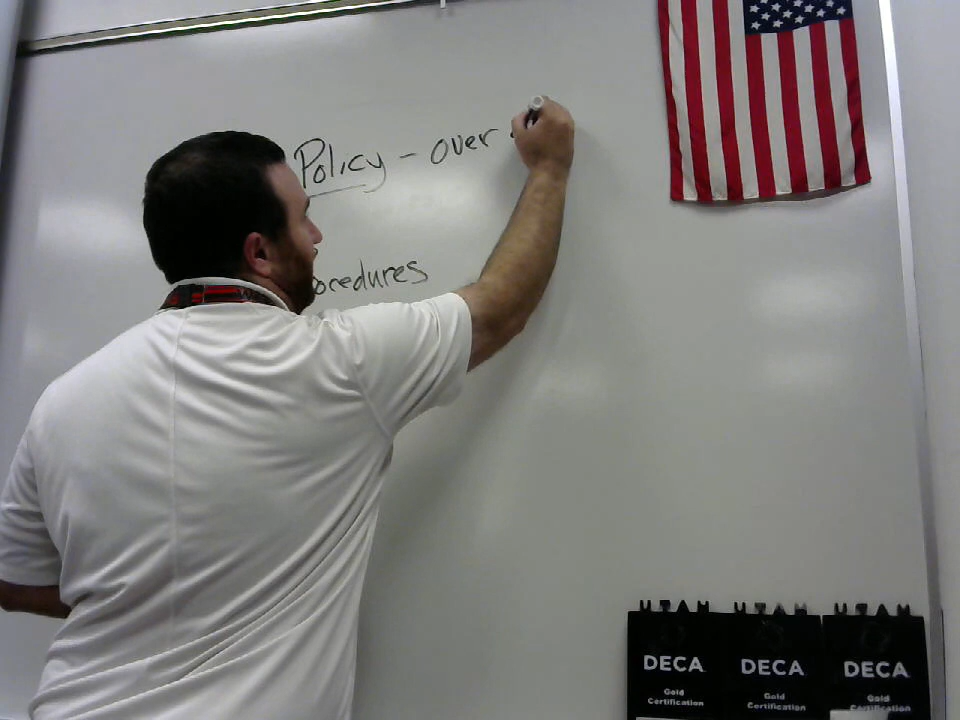 Policy - over
ocedures
UTAH UTAH UTAH
DECA DECA DECA
Gold Gold Gold
Certification Certification Certification